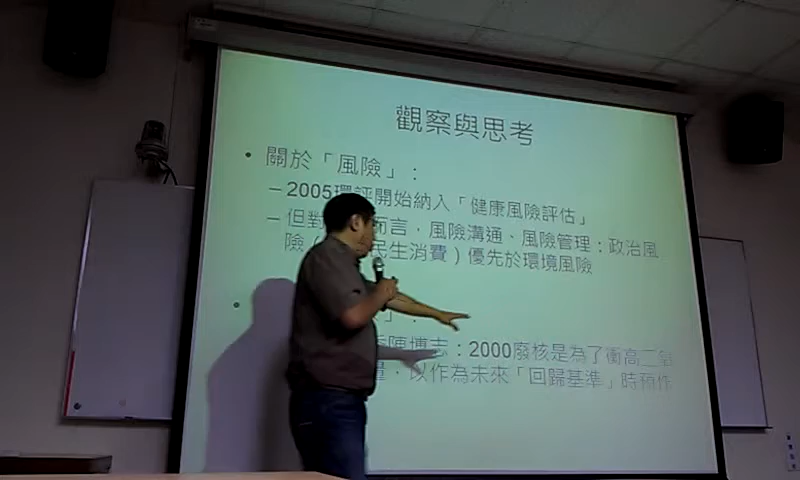 觀察與思考
• 關於「風險」：
– 2005環評開始納入「健康風險評估」
– 但對 而言，風險溝通、風險管理：政治風
險（ 民生消費）優先於環境風險
• 」：
陳博志：2000廢核是為了衝高二氧
量，以作為未來「回歸基準」時預作